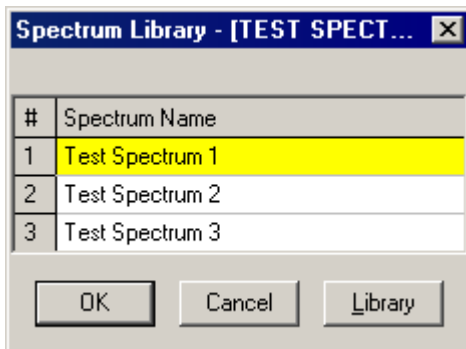 Spectrum Library - [TEST SPECT...
# Spectrum Name
1 Test Spectrum 1
2 Test Spectrum 2
3 Test Spectrum 3
OK Cancel Library